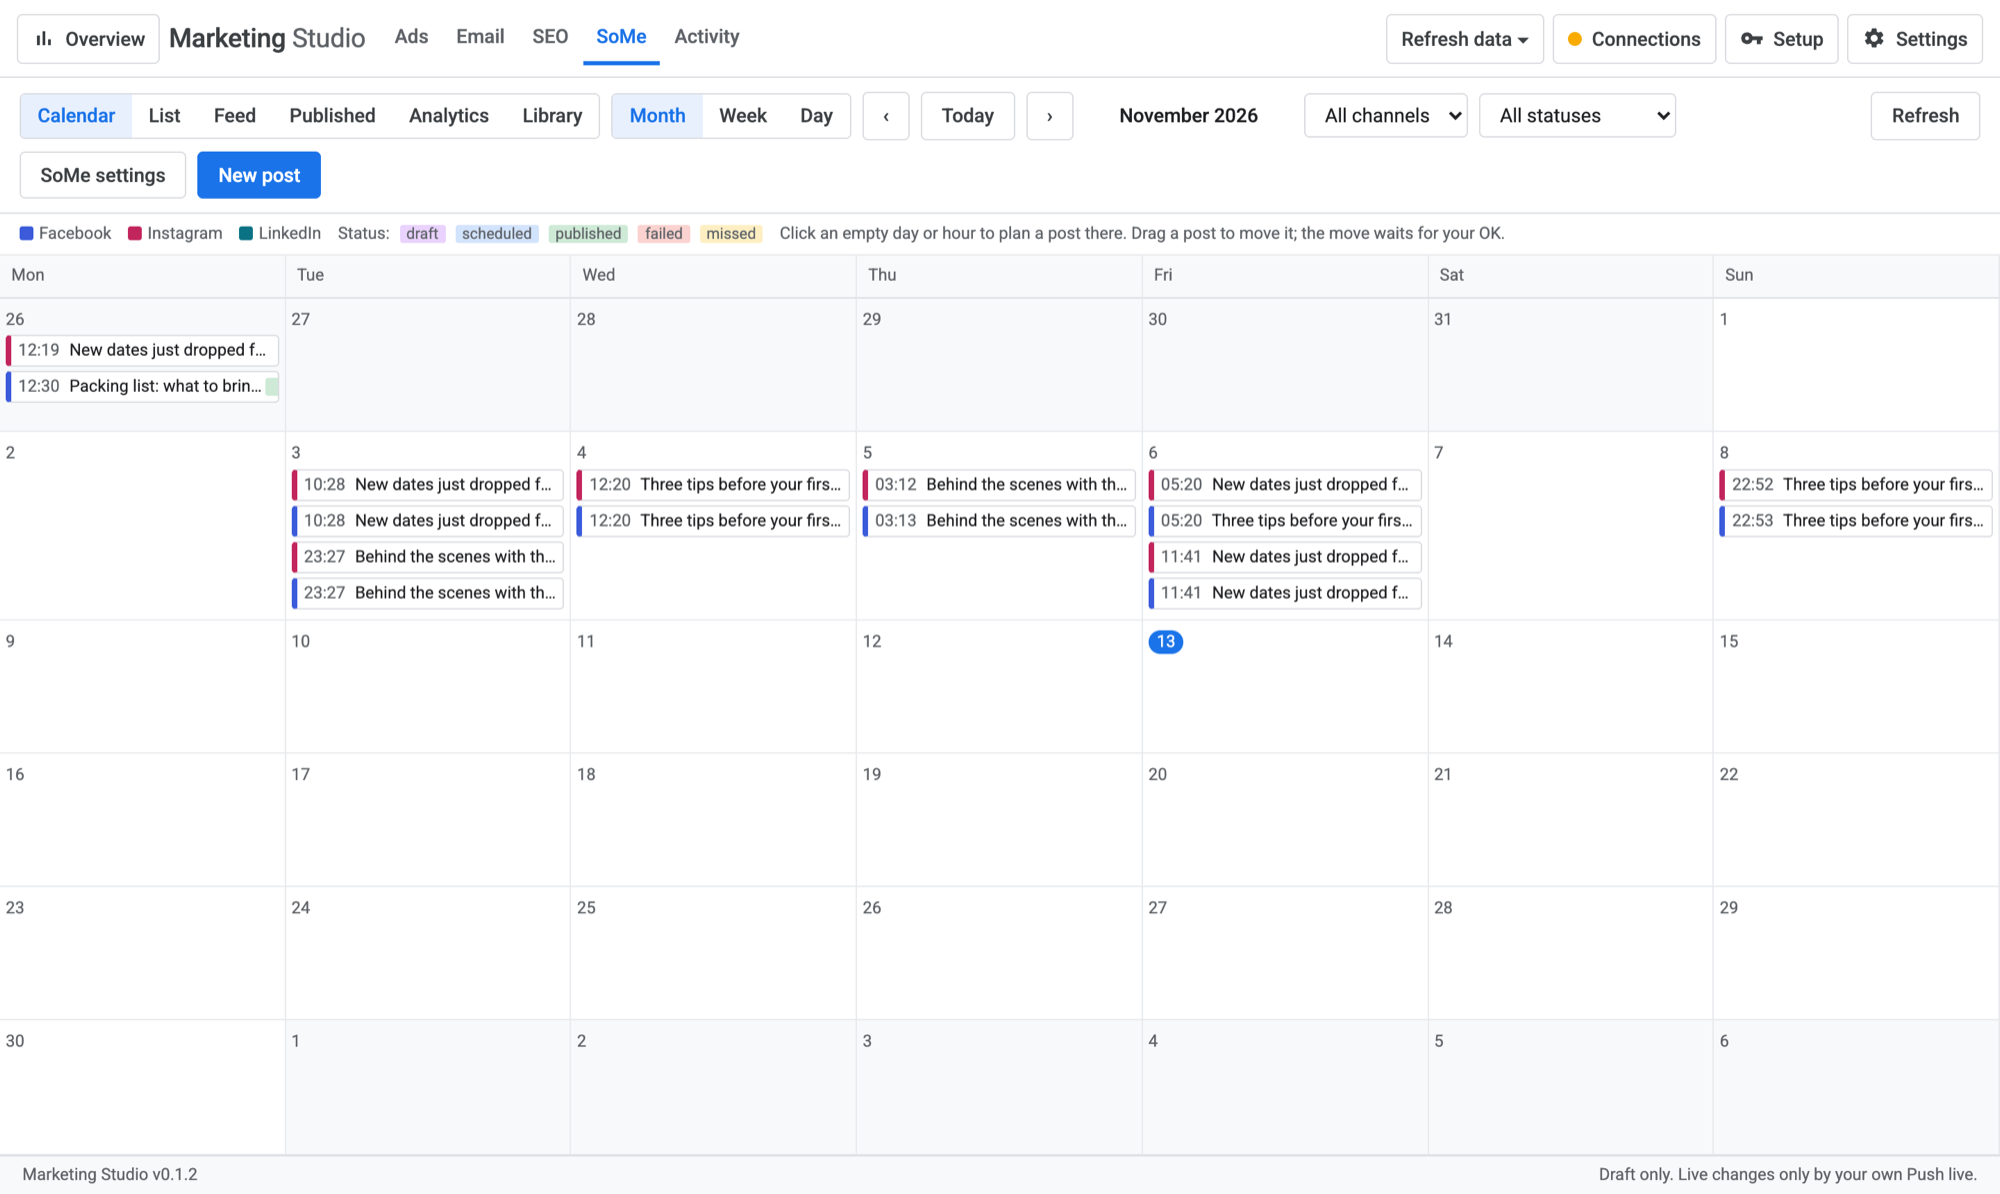 Overview
Marketing Studio
Ads
Email
SEO
SoMe
Activity
Refresh data
Connections
Setup
Settings
Calendar
List
Feed
Published
Analytics
Library
Month
Week
Day
‹
Today
›
November 2026
All channels
All statuses
Refresh
SoMe settings
New post
Facebook
Instagram
LinkedIn
Status:
draft
scheduled
published
failed
missed
Click an empty day or hour to plan a post there. Drag a post to move it; the move waits for your OK.
Mon
Tue
Wed
Thu
Fri
Sat
Sun
26
12:19 New dates just dropped f...
12:30 Packing list: what to brin...
27
28
29
30
31
1
2
3
10:28 New dates just dropped f...
10:28 New dates just dropped f...
23:27 Behind the scenes with th...
23:27 Behind the scenes with th...
4
12:20 Three tips before your firs...
12:20 Three tips before your firs...
5
03:12 Behind the scenes with th...
03:13 Behind the scenes with th...
6
05:20 New dates just dropped f...
05:20 Three tips before your firs...
11:41 New dates just dropped f...
11:41 New dates just dropped f...
7
8
22:52 Three tips before your firs...
22:53 Three tips before your firs...
9
10
11
12
13
14
15
16
17
18
19
20
21
22
23
24
25
26
27
28
29
30
1
2
3
4
5
6
Marketing Studio v0.1.2
Draft only. Live changes only by your own Push live.